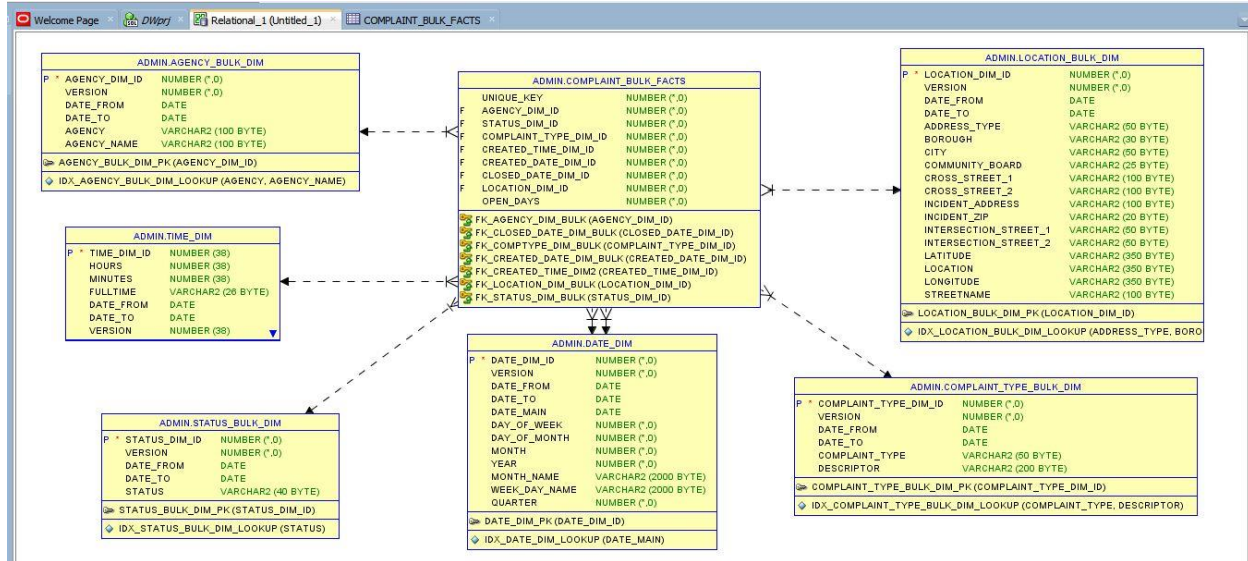 Welcome Page
DWprj
Relational_1 (Untitled_1)
COMPLAINT_BULK_FACTS
ADMIN.AGENCY_BULK_DIM
P * AGENCY_DIM_ID NUMBER (*,0)
VERSION NUMBER (*,0)
DATE_FROM DATE
DATE_TO DATE
AGENCY VARCHAR2 (100 BYTE)
AGENCY_NAME VARCHAR2 (100 BYTE)
AGENCY_BULK_DIM_PK (AGENCY_DIM_ID)
IDX_AGENCY_BULK_DIM_LOOKUP (AGENCY, AGENCY_NAME)
ADMIN.COMPLAINT_BULK_FACTS
UNIQUE_KEY NUMBER (*,0)
F AGENCY_DIM_ID NUMBER (*,0)
F STATUS_DIM_ID NUMBER (*,0)
F COMPLAINT_TYPE_DIM_ID NUMBER (*,0)
F CREATED_TIME_DIM_ID NUMBER (*,0)
F CREATED_DATE_DIM_ID NUMBER (*,0)
F CLOSED_DATE_DIM_ID NUMBER (*,0)
F LOCATION_DIM_ID NUMBER (*,0)
OPEN_DAYS NUMBER (*,0)
FK_AGENCY_DIM_BULK (AGENCY_DIM_ID)
FK_CLOSED_DATE_DIM_BULK (CLOSED_DATE_DIM_ID)
FK_COMPTYPE_DIM_BULK (COMPLAINT_TYPE_DIM_ID)
FK_CREATED_DATE_DIM_BULK (CREATED_DATE_DIM_ID)
FK_CREATED_TIME_DIM2 (CREATED_TIME_DIM_ID)
FK_LOCATION_DIM_BULK (LOCATION_DIM_ID)
FK_STATUS_DIM_BULK (STATUS_DIM_ID)
ADMIN.LOCATION_BULK_DIM
P * LOCATION_DIM_ID NUMBER (*,0)
VERSION NUMBER (*,0)
DATE_FROM DATE
DATE_TO DATE
ADDRESS_TYPE VARCHAR2 (50 BYTE)
BOROUGH VARCHAR2 (30 BYTE)
CITY VARCHAR2 (50 BYTE)
COMMUNITY_BOARD VARCHAR2 (25 BYTE)
CROSS_STREET_1 VARCHAR2 (100 BYTE)
CROSS_STREET_2 VARCHAR2 (100 BYTE)
INCIDENT_ADDRESS VARCHAR2 (100 BYTE)
INCIDENT_ZIP VARCHAR2 (20 BYTE)
INTERSECTION_STREET_1 VARCHAR2 (50 BYTE)
INTERSECTION_STREET_2 VARCHAR2 (50 BYTE)
LATITUDE VARCHAR2 (350 BYTE)
LOCATION VARCHAR2 (350 BYTE)
LONGITUDE VARCHAR2 (350 BYTE)
STREETNAME VARCHAR2 (100 BYTE)
LOCATION_BULK_DIM_PK (LOCATION_DIM_ID)
IDX_LOCATION_BULK_DIM_LOOKUP (ADDRESS_TYPE, BORO
ADMIN.TIME_DIM
P * TIME_DIM_ID NUMBER (38)
HOURS NUMBER (38)
MINUTES NUMBER (38)
FULLTIME VARCHAR2 (26 BYTE)
DATE_FROM DATE
DATE_TO DATE
VERSION NUMBER (38)
ADMIN.DATE_DIM
P * DATE_DIM_ID NUMBER (*,0)
VERSION NUMBER (*,0)
DATE_FROM DATE
DATE_TO DATE
DATE_MAIN DATE
DAY_OF_WEEK NUMBER (*,0)
DAY_OF_MONTH NUMBER (*,0)
MONTH NUMBER (*,0)
YEAR NUMBER (*,0)
MONTH_NAME VARCHAR2 (2000 BYTE)
WEEK_DAY_NAME VARCHAR2 (2000 BYTE)
QUARTER NUMBER (*,0)
DATE_DIM_PK (DATE_DIM_ID)
IDX_DATE_DIM_LOOKUP (DATE_MAIN)
ADMIN.COMPLAINT_TYPE_BULK_DIM
P * COMPLAINT_TYPE_DIM_ID NUMBER (*,0)
VERSION NUMBER (*,0)
DATE_FROM DATE
DATE_TO DATE
COMPLAINT_TYPE VARCHAR2 (50 BYTE)
DESCRIPTOR VARCHAR2 (200 BYTE)
COMPLAINT_TYPE_BULK_DIM_PK (COMPLAINT_TYPE_DIM_ID)
IDX_COMPLAINT_TYPE_BULK_DIM_LOOKUP (COMPLAINT_TYPE, DESCRIPTOR)
ADMIN.STATUS_BULK_DIM
P * STATUS_DIM_ID NUMBER (*,0)
VERSION NUMBER (*,0)
DATE_FROM DATE
DATE_TO DATE
STATUS VARCHAR2 (40 BYTE)
STATUS_BULK_DIM_PK (STATUS_DIM_ID)
IDX_STATUS_BULK_DIM_LOOKUP (STATUS)